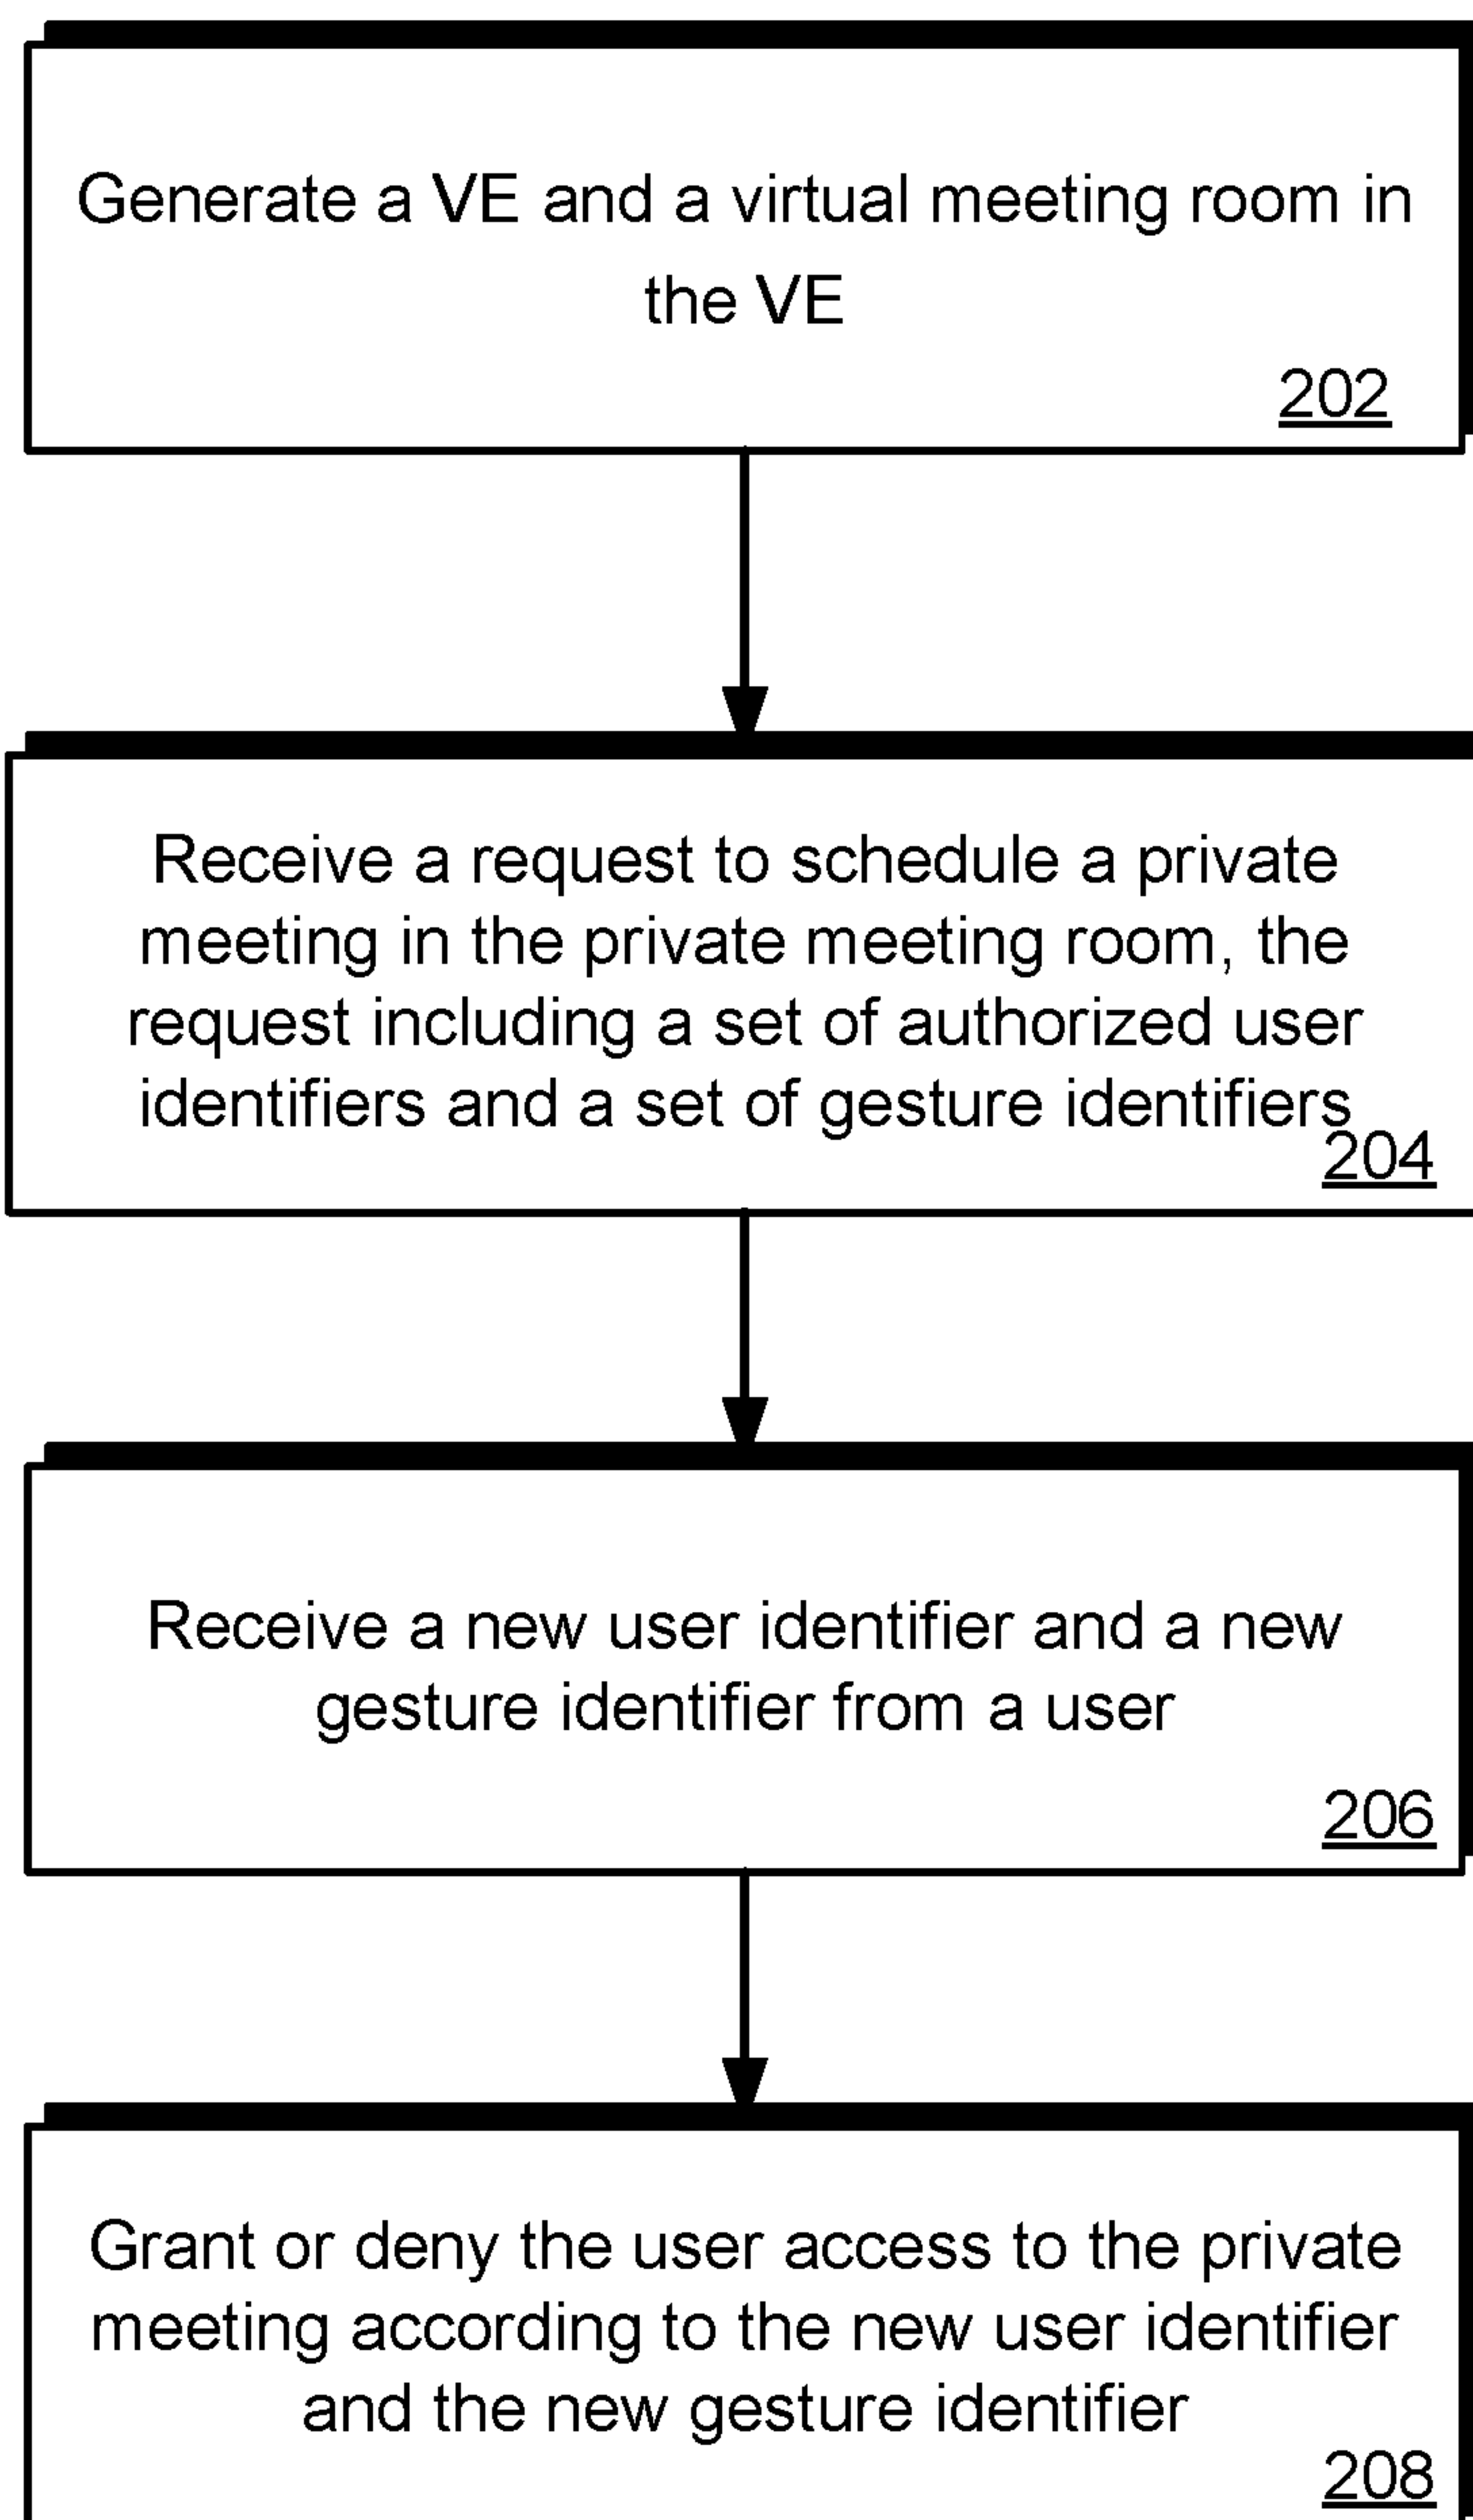 Generate a VE and a virtual meeting room in
the VE
202
Receive a request to schedule a private
meeting in the private meeting room, the
request including a set of authorized user
identifiers and a set of gesture identifiers
204
Receive a new user identifier and a new
gesture identifier from a user
206
Grant or deny the user access to the private
meeting according to the new user identifier
and the new gesture identifier
208